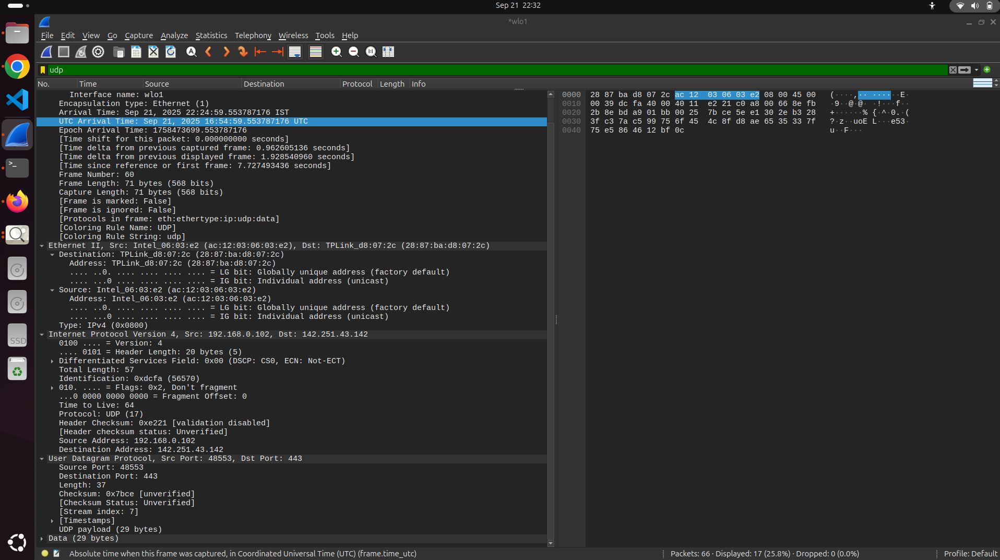 Sep 21 22:32
*wlo1
File Edit View Go Capture Analyze Statistics Telephony Wireless Tools Help
udp
No. Time Source Destination Protocol Length Info
Interface name: wlo1
Encapsulation type: Ethernet (1)
Arrival Time: Sep 21, 2025 22:24:59.553787176 IST
UTC Arrival Time: Sep 21, 2025 16:54:59.553787176 UTC
Epoch Arrival Time: 1758473699.553787176
[Time shift for this packet: 0.000000000 seconds]
[Time delta from previous captured frame: 0.962605136 seconds]
[Time delta from previous displayed frame: 1.928540960 seconds]
[Time since reference or first frame: 7.727493436 seconds]
Frame Number: 60
Frame Length: 71 bytes (568 bits)
Capture Length: 71 bytes (568 bits)
[Frame is marked: False]
[Frame is ignored: False]
[Protocols in frame: eth:ethertype:ip:udp:data]
[Coloring Rule Name: UDP]
[Coloring Rule String: udp]
Ethernet II, Src: Intel_06:03:e2 (ac:12:03:06:03:e2), Dst: TPLink_d8:07:2c (28:87:ba:d8:07:2c)
Destination: TPLink_d8:07:2c (28:87:ba:d8:07:2c)
Address: TPLink_d8:07:2c (28:87:ba:d8:07:2c)
.... ..0. .... .... .... .... = LG bit: Globally unique address (factory default)
.... ...0 .... .... .... .... = IG bit: Individual address (unicast)
Source: Intel_06:03:e2 (ac:12:03:06:03:e2)
Address: Intel_06:03:e2 (ac:12:03:06:03:e2)
.... ..0. .... .... .... .... = LG bit: Globally unique address (factory default)
.... ...0 .... .... .... .... = IG bit: Individual address (unicast)
Type: IPv4 (0x0800)
Internet Protocol Version 4, Src: 192.168.0.102, Dst: 142.251.43.142
0100 .... = Version: 4
.... 0101 = Header Length: 20 bytes (5)
Differentiated Services Field: 0x00 (DSCP: CS0, ECN: Not-ECT)
Total Length: 57
Identification: 0xdcfa (56570)
010. .... = Flags: 0x2, Don't fragment
...0 0000 0000 0000 = Fragment Offset: 0
Time to Live: 64
Protocol: UDP (17)
Header Checksum: 0xe221 [validation disabled]
[Header checksum status: Unverified]
Source Address: 192.168.0.102
Destination Address: 142.251.43.142
User Datagram Protocol, Src Port: 48553, Dst Port: 443
Source Port: 48553
Destination Port: 443
Length: 37
Checksum: 0x7bce [unverified]
[Checksum Status: Unverified]
[Stream index: 7]
[Timestamps]
UDP payload (29 bytes)
Data (29 bytes)
0000 28 87 ba d8 07 2c ac 12 03 06 03 e2 08 00 45 00 (····,·· ······E·
0010 00 39 dc fa 40 00 40 11 e2 21 c0 a8 00 66 8e fb ·9··@·@· ·!···f··
0020 2b 8e bd a9 01 bb 00 25 7b ce 5e e1 30 2e b3 28 +······% {·^·0.·(
0030 3f c3 7a c5 99 75 6f 45 4c 8f d8 ae 65 35 33 7f ?·z··uoE L···e53·
0040 75 e5 86 46 12 bf 0c u··F···
SSD
Absolute time when this frame was captured, in Coordinated Universal Time (UTC) (frame.time_utc)
Packets: 66 · Displayed: 17 (25.8%) · Dropped: 0 (0.0%)
Profile: Default